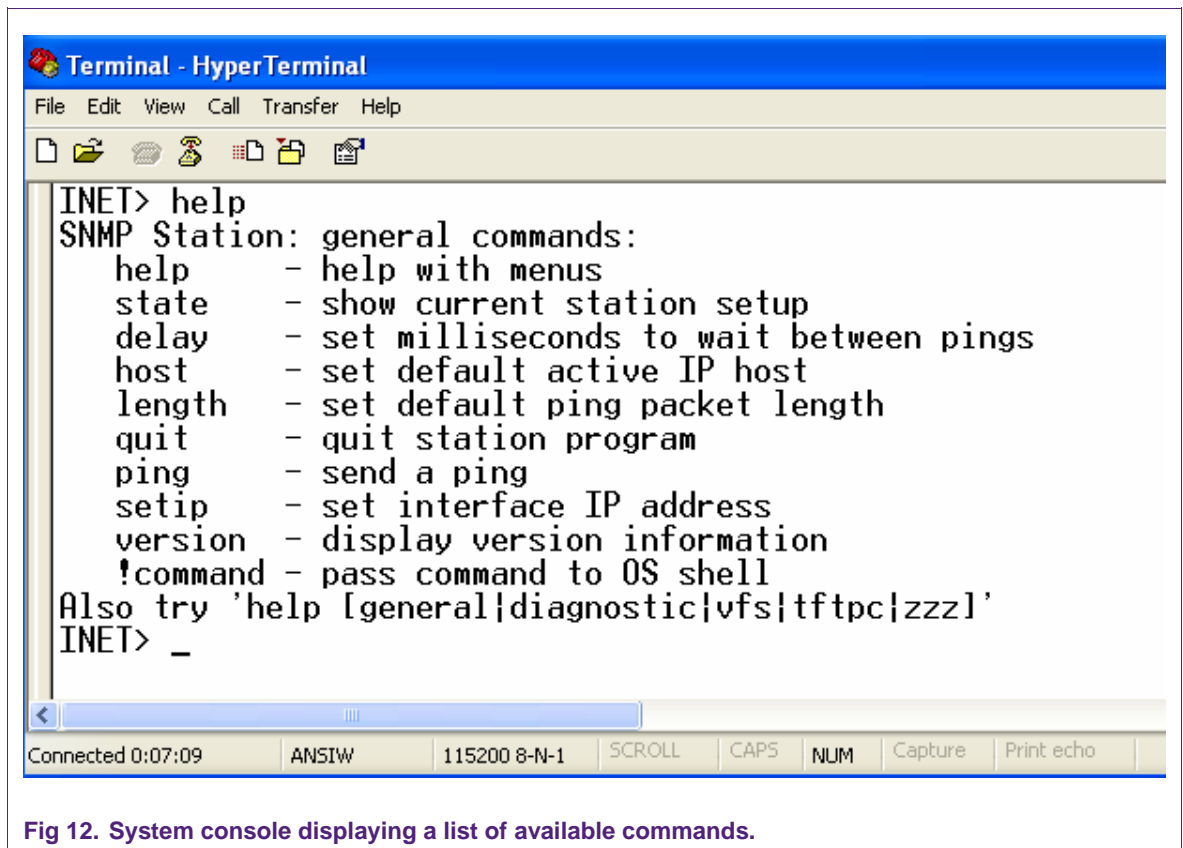 Terminal - HyperTerminal
File Edit View Call Transfer Help
INET> help
SNMP Station: general commands:
help - help with menus
state - show current station setup
delay - set milliseconds to wait between pings
host - set default active IP host
length - set default ping packet length
quit - quit station program
ping - send a ping
setip - set interface IP address
version - display version information
!command - pass command to OS shell
Also try 'help [general|diagnostic|vfs|tftpc|zzz]'
INET> _
Connected 0:07:09 ANSIW 115200 8-N-1 SCROLL CAPS NUM Capture Print echo
Fig 12. System console displaying a list of available commands.